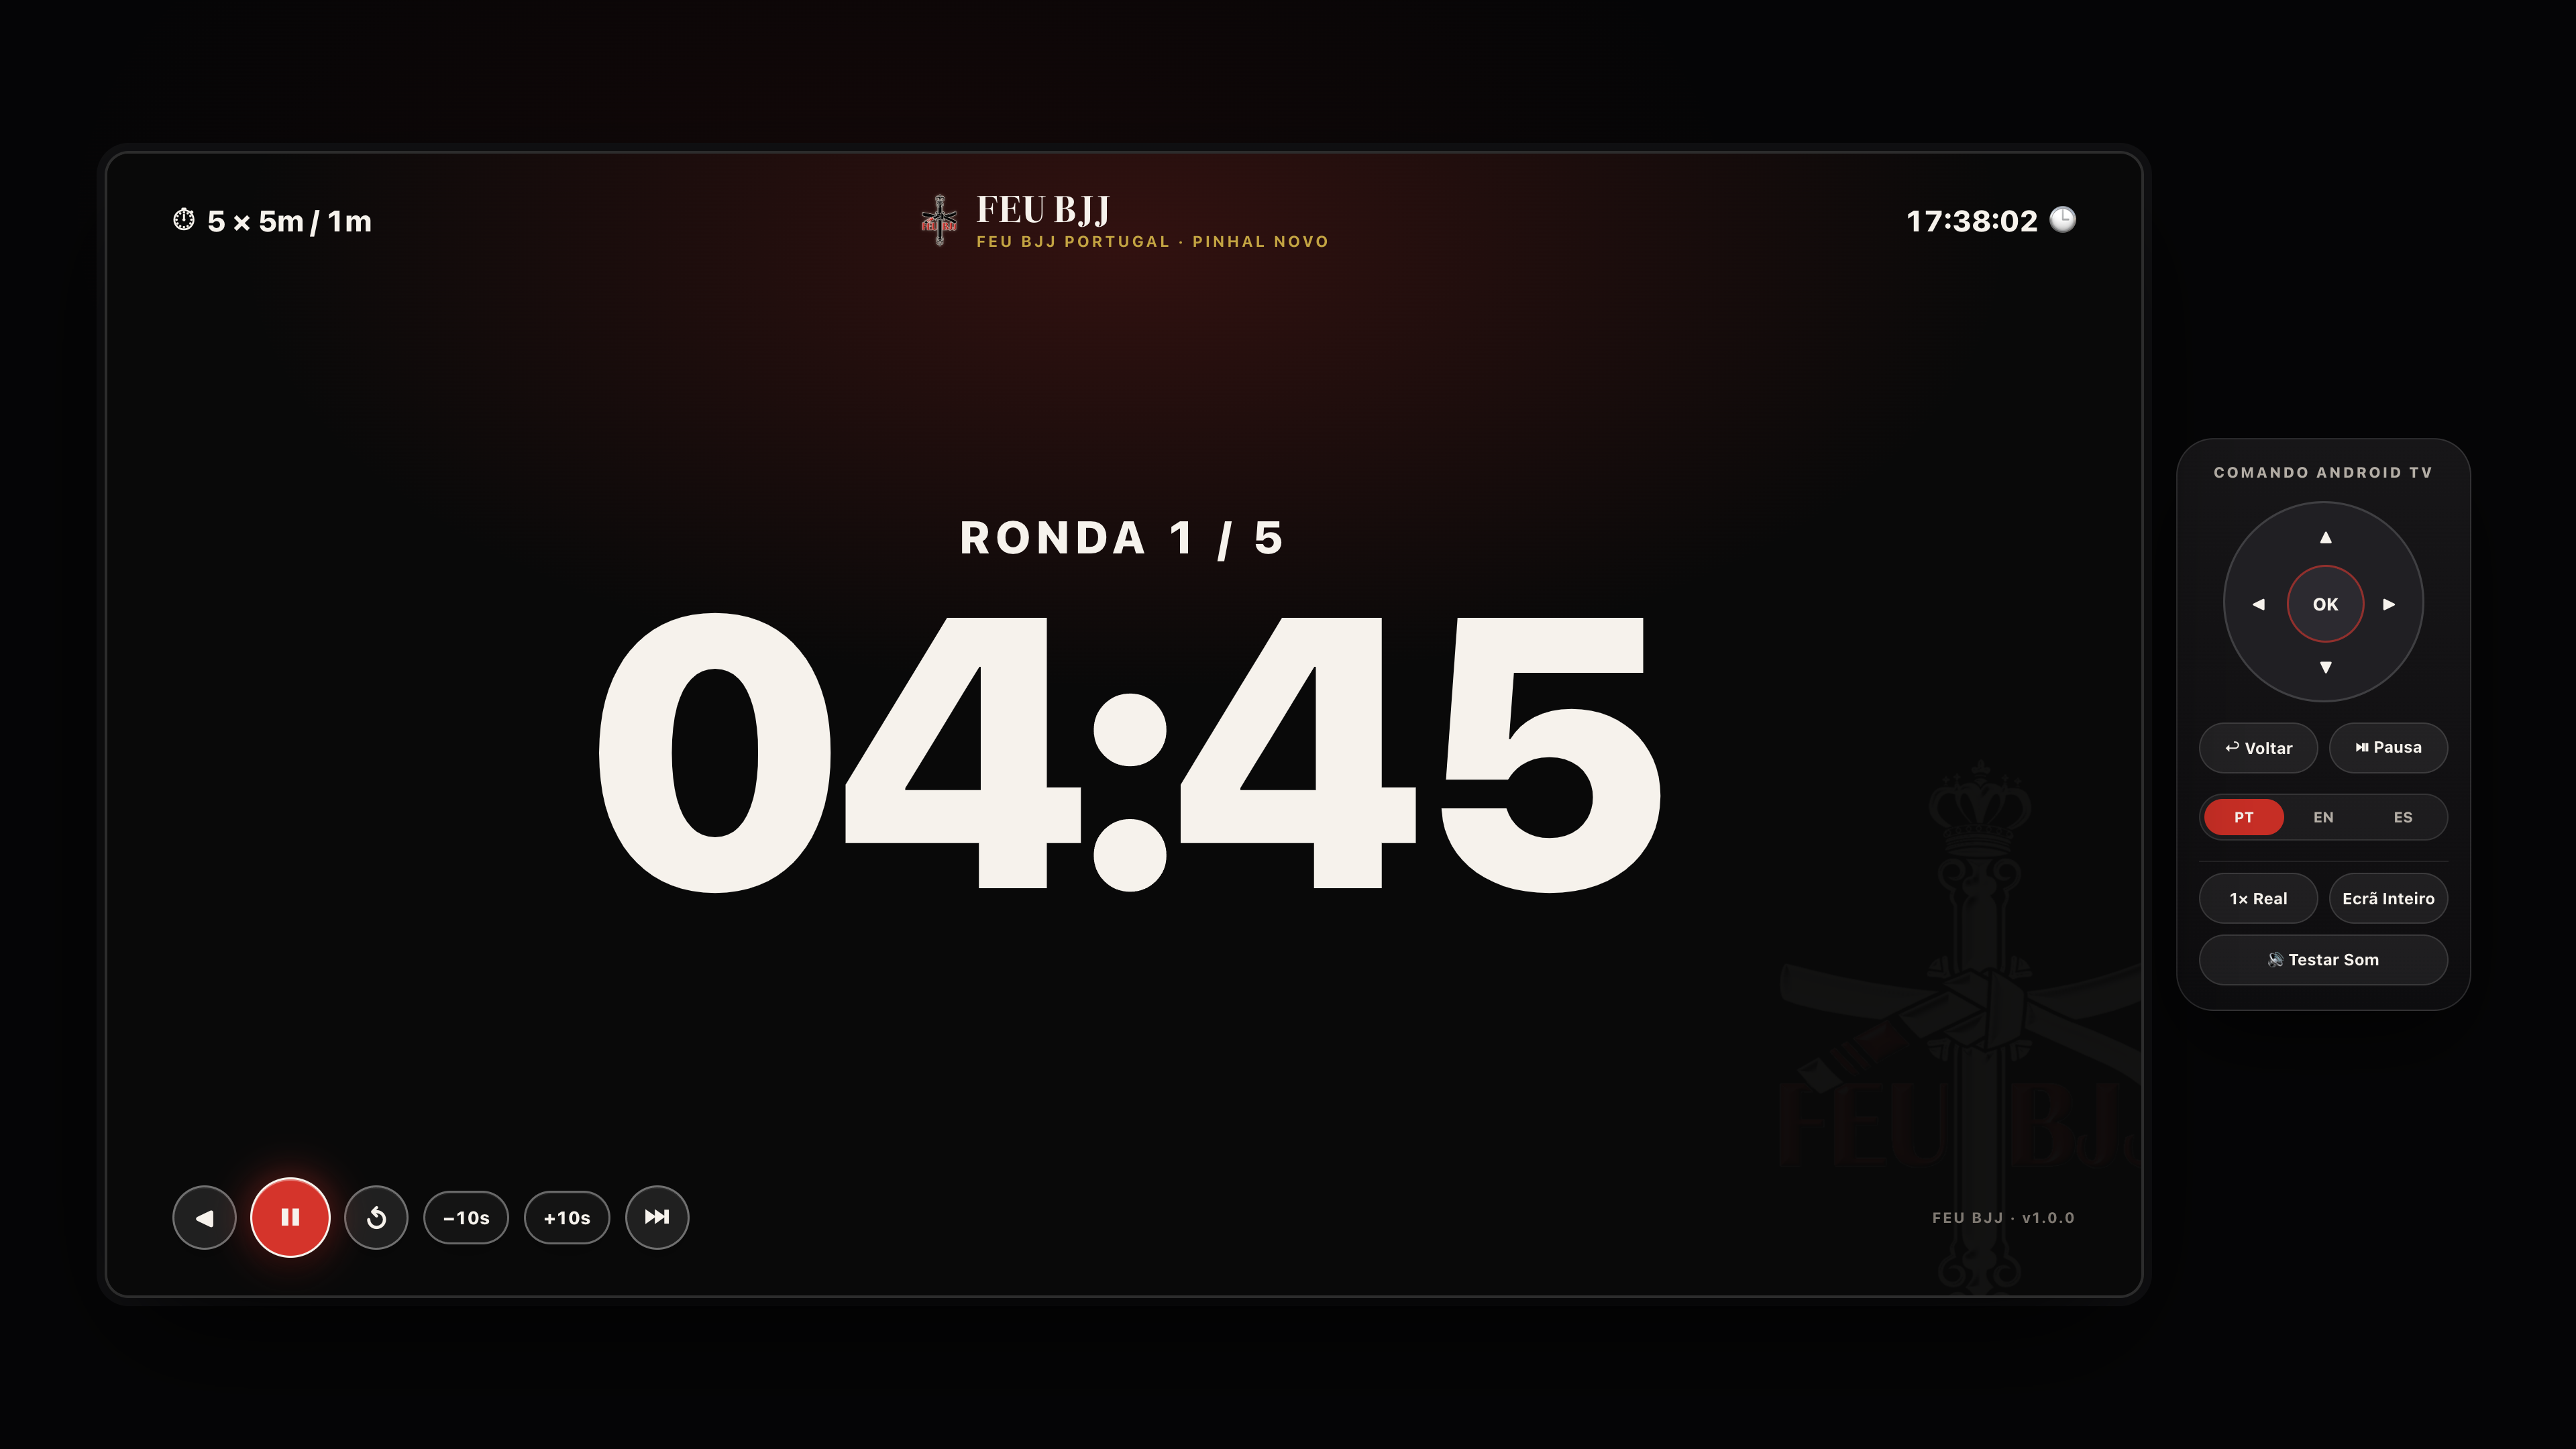 5 × 5m / 1m
FEU BJJ
FEU BJJ PORTUGAL · PINHAL NOVO
17:38:02
RONDA 1 / 5
04:45
−10s
+10s
FEU BJJ
FEU BJJ · v1.0.0
COMANDO ANDROID TV
OK
Voltar
Pausa
PT
EN
ES
1× Real
Ecrã Inteiro
Testar Som